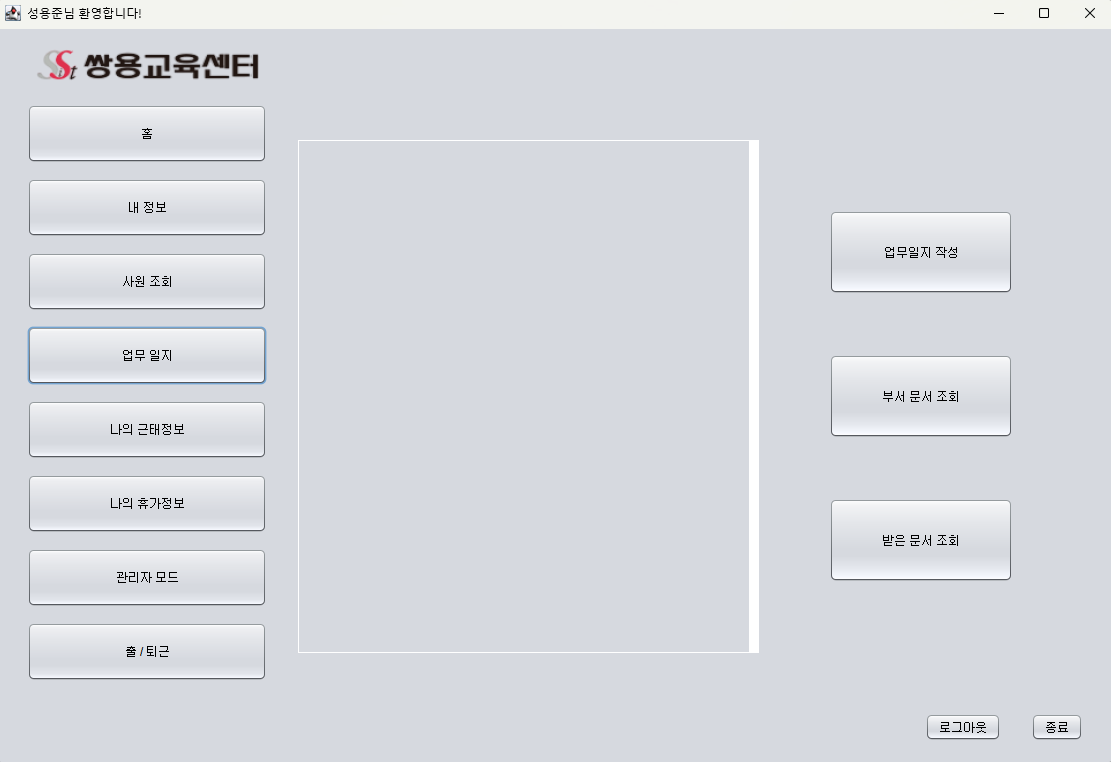 성용준님 환영합니다!
Sist 쌍용교육센터
홈
내 정보
사원 조회
업무 일지
나의 근태정보
나의 휴가정보
관리자 모드
출 / 퇴근
업무일지 작성
부서 문서 조회
받은 문서 조회
로그아웃
종료